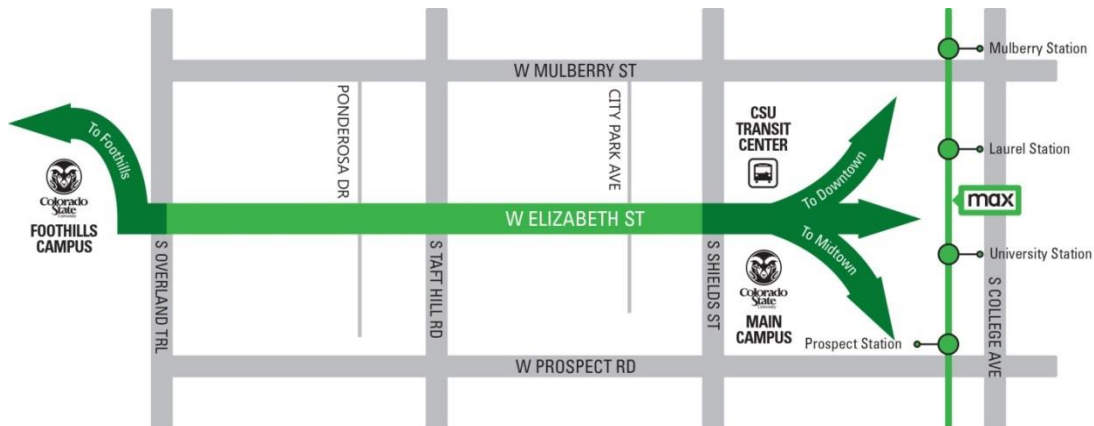 Mulberry Station
W MULBERRY ST
To Foothills
PONDEROSA DR
CITY PARK AVE
CSU
TRANSIT
CENTER
To Downtown
Laurel Station
Colorado
State
University
FOOTHILLS
CAMPUS
W ELIZABETH ST
max
To Midtown
S OVERLAND TRL
S TAFT HILL RD
S SHIELDS ST
Colorado
State
University
MAIN
CAMPUS
University Station
S COLLEGE AVE
Prospect Station
W PROSPECT RD